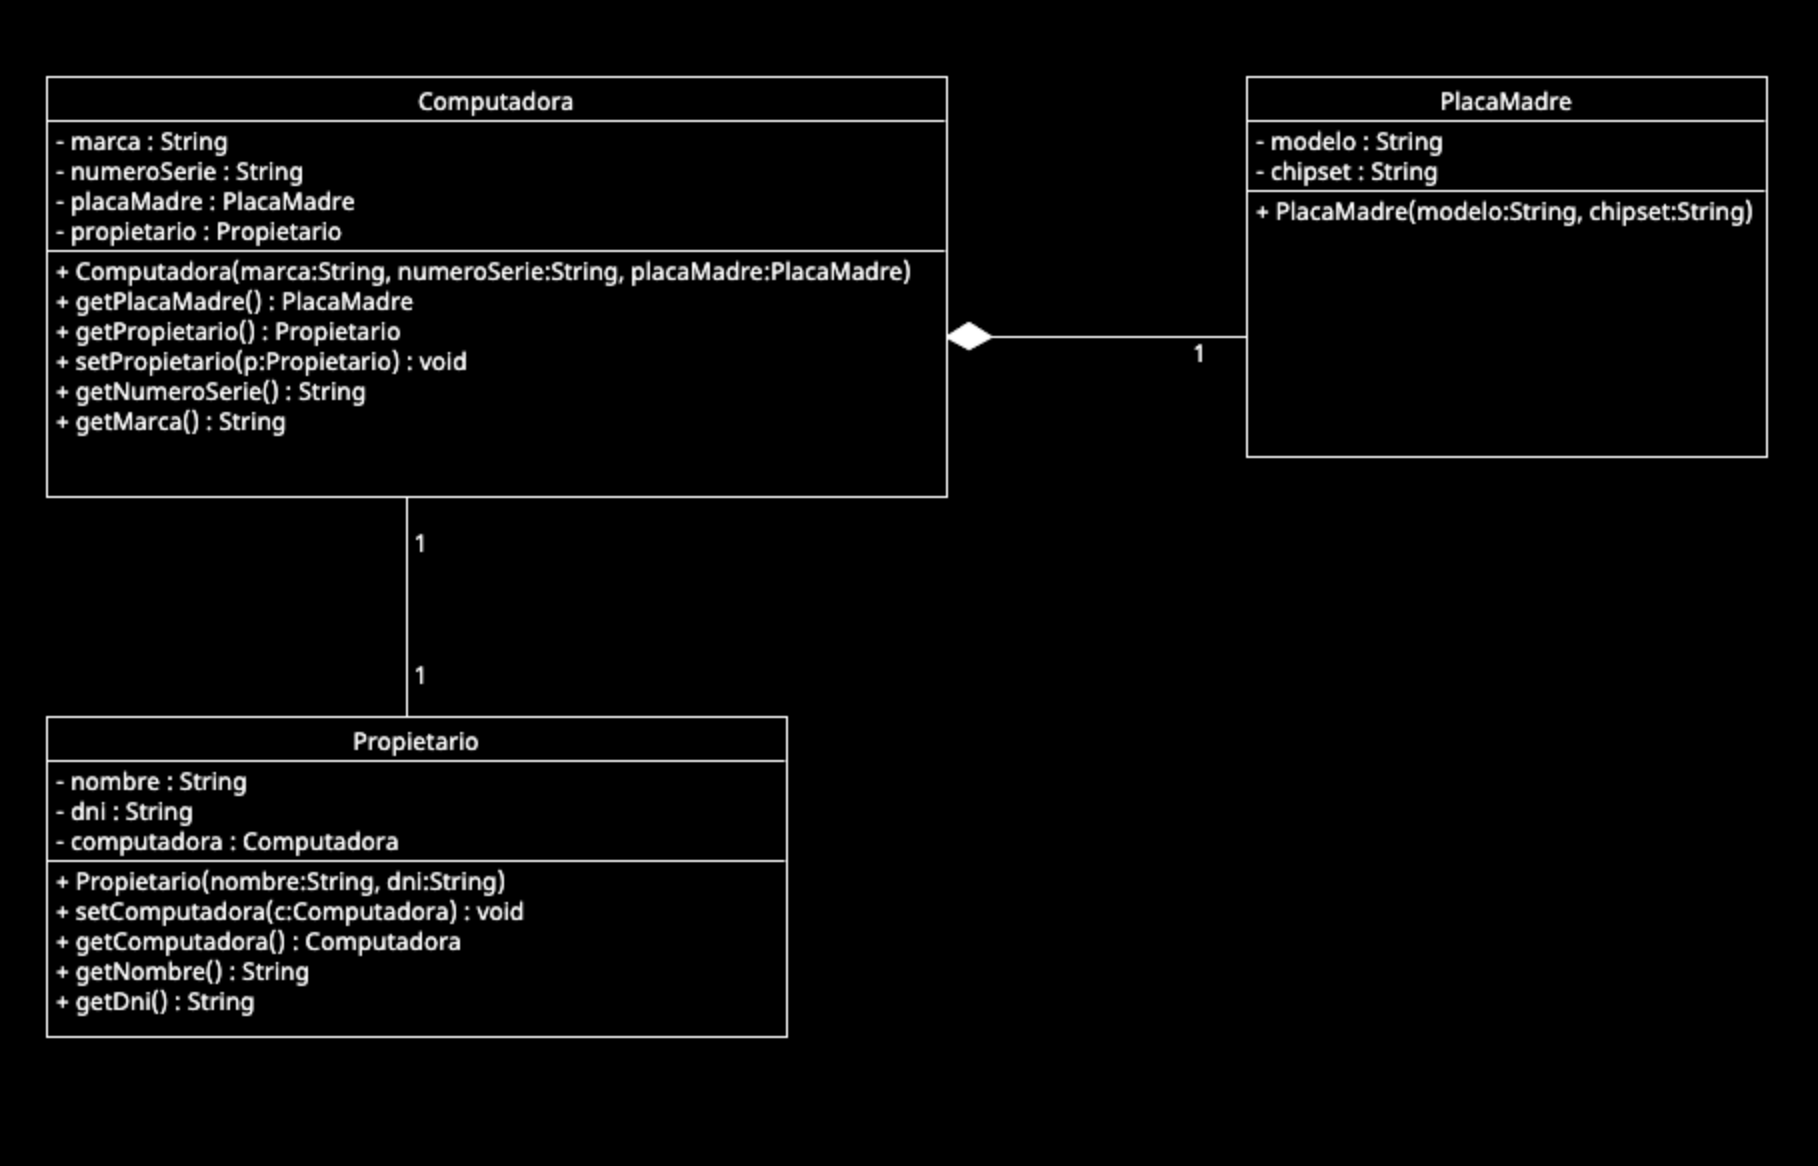 Computadora
- marca : String
- numeroSerie : String
- placaMadre : PlacaMadre
- propietario : Propietario
+ Computadora(marca:String, numeroSerie:String, placaMadre:PlacaMadre)
+ getPlacaMadre() : PlacaMadre
+ getPropietario() : Propietario
+ setPropietario(p:Propietario) : void
+ getNumeroSerie() : String
+ getMarca() : String
1
PlacaMadre
- modelo : String
- chipset : String
+ PlacaMadre(modelo:String, chipset:String)
1
1
Propietario
- nombre : String
- dni : String
- computadora : Computadora
+ Propietario(nombre:String, dni:String)
+ setComputadora(c:Computadora) : void
+ getComputadora() : Computadora
+ getNombre() : String
+ getDni() : String